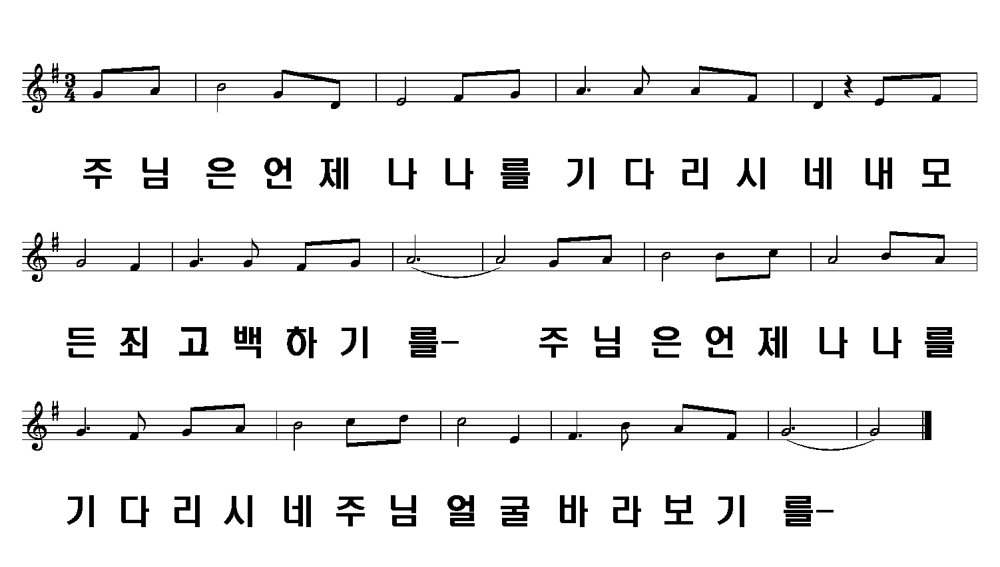 주님은언제나나를기다리시네내모
든죄고백하기를- 주님은언제나나를
기다리시네주님얼굴바라보기를-